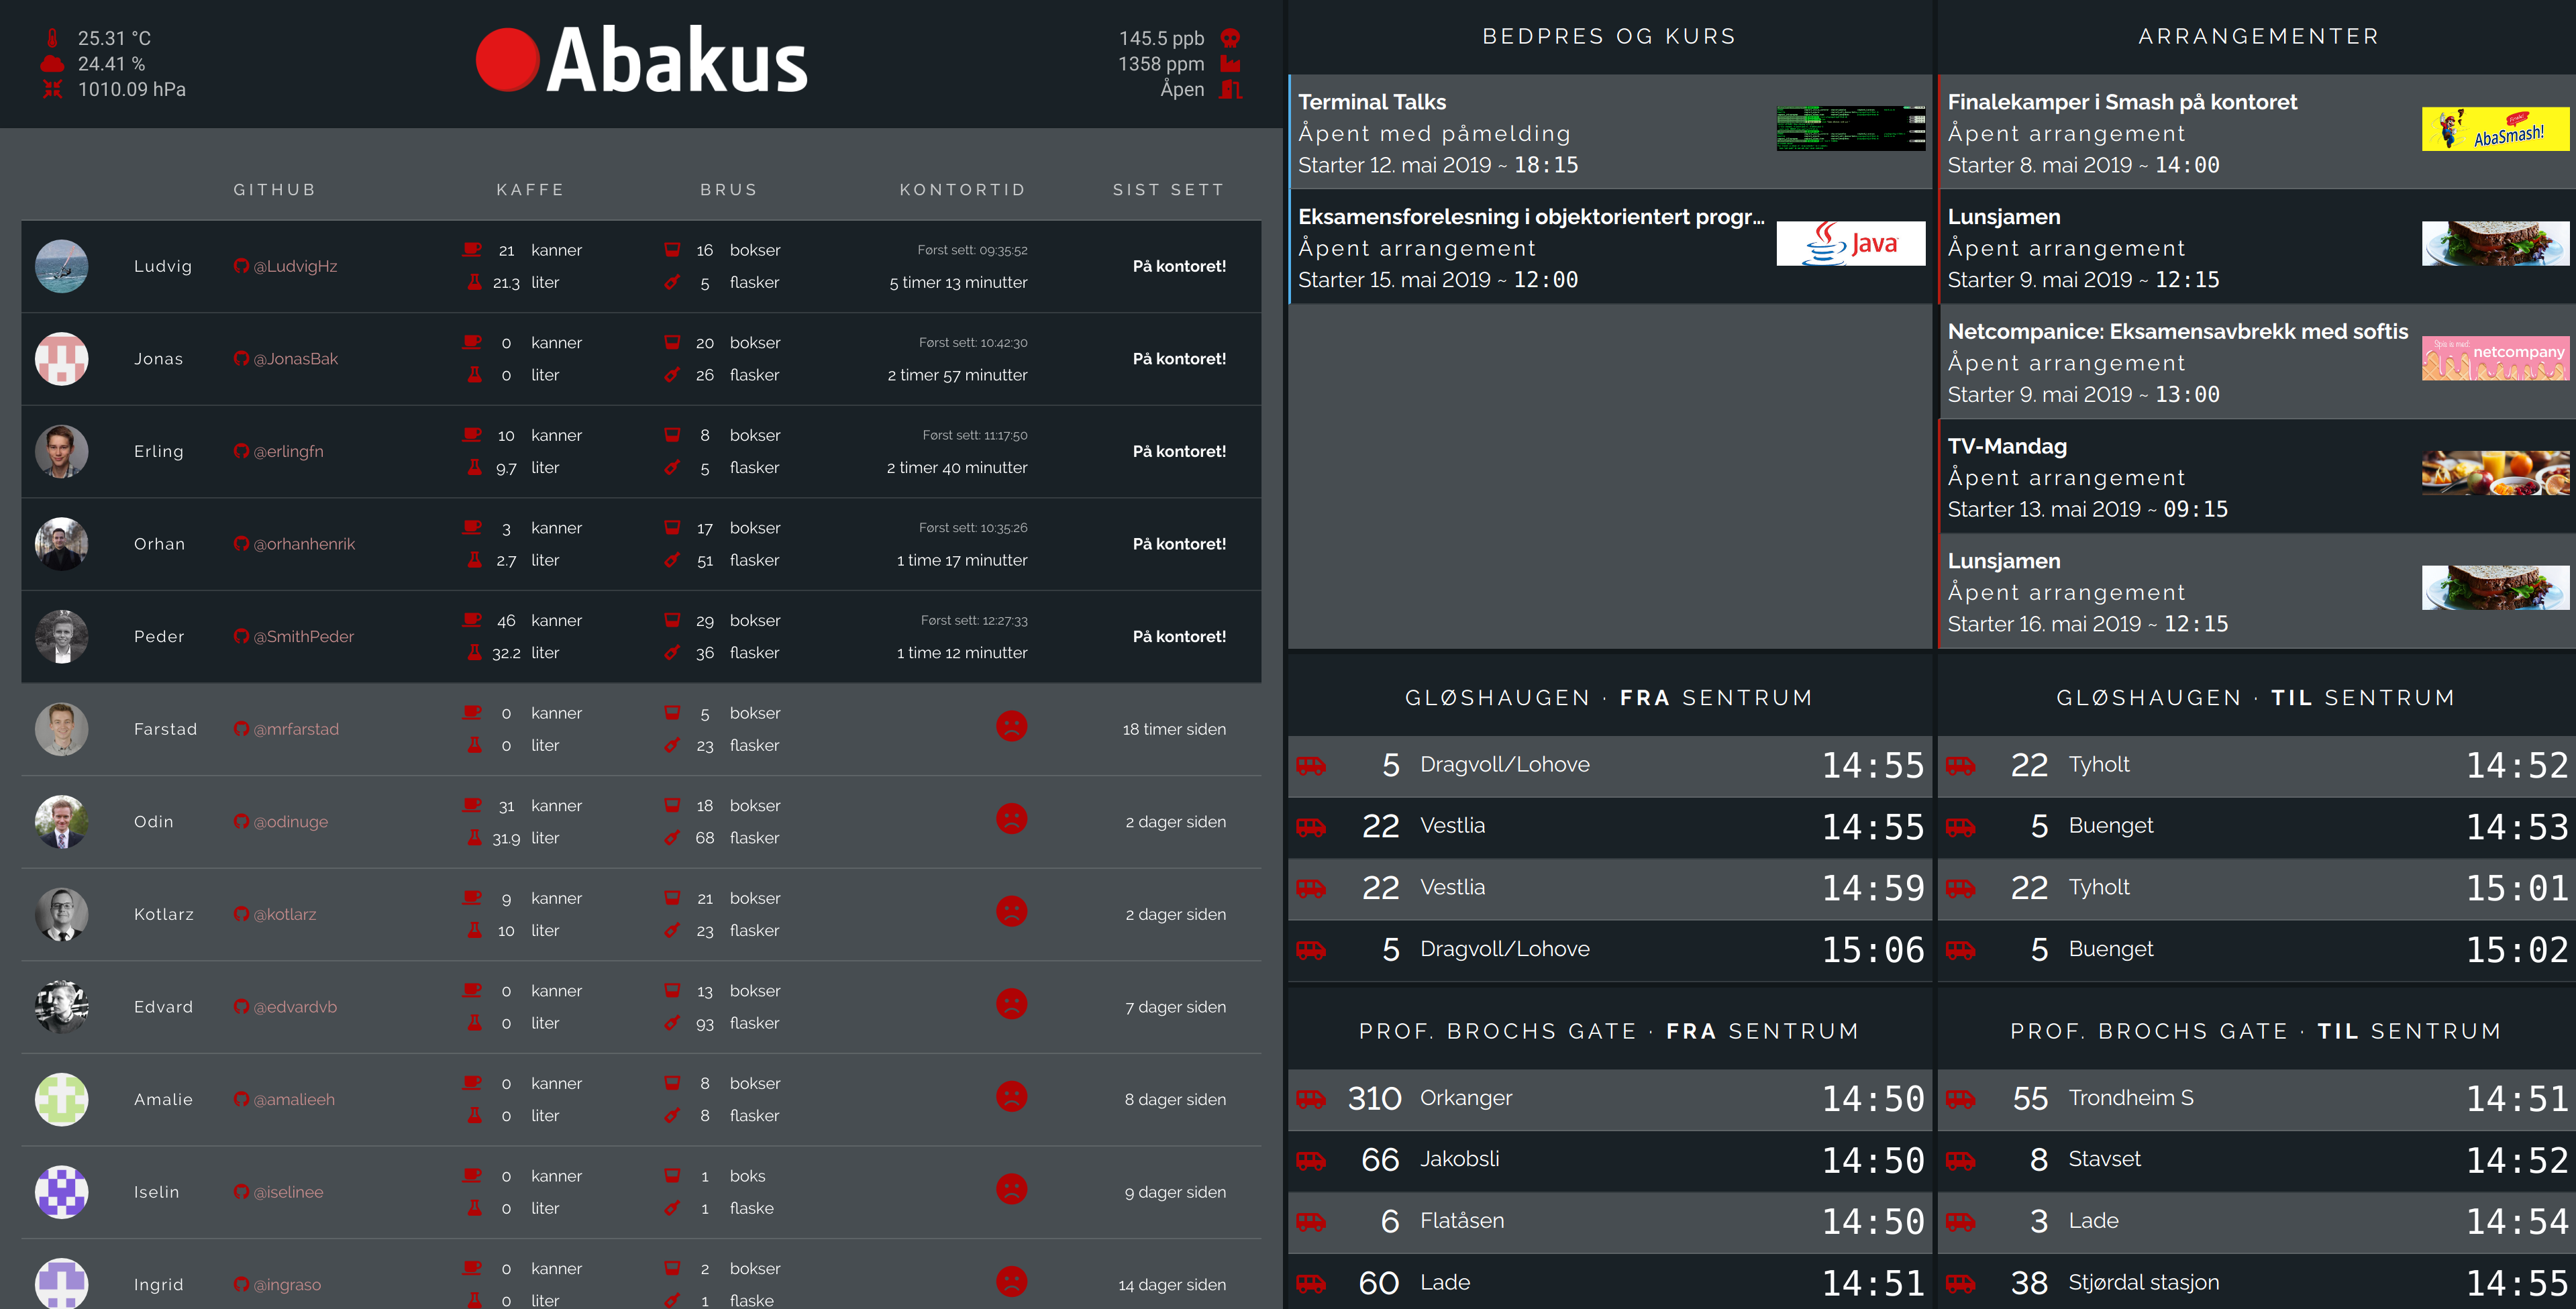 25.31 °C
24.41 %
1010.09 hPa
Abakus
145.5 ppb
1358 ppm
Åpen
GITHUB KAFFE BRUS KONTORTID SIST SETT
21 kanner 16 bokser Først sett: 09:35:52
Ludvig @LudvigHz På kontoret!
21.3 liter 5 flasker 5 timer 13 minutter
0 kanner 20 bokser Først sett: 10:42:30
Jonas @JonasBak På kontoret!
0 liter 26 flasker 2 timer 57 minutter
10 kanner 8 bokser Først sett: 11:17:50
Erling @erlingfn På kontoret!
9.7 liter 5 flasker 2 timer 40 minutter
3 kanner 17 bokser Først sett: 10:35:26
Orhan @orhanhenrik På kontoret!
2.7 liter 51 flasker 1 time 17 minutter
46 kanner 29 bokser Først sett: 12:27:33
Peder @SmithPeder På kontoret!
32.2 liter 36 flasker 1 time 12 minutter
0 kanner 5 bokser
Farstad @mrfarstad 18 timer siden
0 liter 23 flasker
31 kanner 18 bokser
Odin @odinuge 2 dager siden
31.9 liter 68 flasker
9 kanner 21 bokser
Kotlarz @kotlarz 2 dager siden
10 liter 23 flasker
0 kanner 13 bokser
Edvard @edvardvb 7 dager siden
0 liter 93 flasker
0 kanner 8 bokser
Amalie @amalieeh 8 dager siden
0 liter 8 flasker
0 kanner 1 boks
Iselin @iselinee 9 dager siden
0 liter 1 flaske
0 kanner 2 bokser
Ingrid @ingraso 14 dager siden
0 liter 1 flaske
BEDPRES OG KURS
Terminal Talks
Åpent med påmelding
Starter 12. mai 2019 ~ 18:15
Eksamensforelesning i objektorientert progr...
Åpent arrangement
Starter 15. mai 2019 ~ 12:00
Java
ARRANGEMENTER
Finalekamper i Smash på kontoret
Åpent arrangement
Starter 8. mai 2019 ~ 14:00
AbaSmash!
Lunsjamen
Åpent arrangement
Starter 9. mai 2019 ~ 12:15
Netcompanice: Eksamensavbrekk med softis
Åpent arrangement
Starter 9. mai 2019 ~ 13:00
Spis is med:
netcompany
TV-Mandag
Åpent arrangement
Starter 13. mai 2019 ~ 09:15
Lunsjamen
Åpent arrangement
Starter 16. mai 2019 ~ 12:15
GLØSHAUGEN · FRA SENTRUM
5 Dragvoll/Lohove 14:55
22 Vestlia 14:55
22 Vestlia 14:59
5 Dragvoll/Lohove 15:06
GLØSHAUGEN · TIL SENTRUM
22 Tyholt 14:52
5 Buenget 14:53
22 Tyholt 15:01
5 Buenget 15:02
PROF. BROCHS GATE · FRA SENTRUM
310 Orkanger 14:50
66 Jakobsli 14:50
6 Flatåsen 14:50
60 Lade 14:51
PROF. BROCHS GATE · TIL SENTRUM
55 Trondheim S 14:51
8 Stavset 14:52
3 Lade 14:54
38 Stjørdal stasjon 14:55